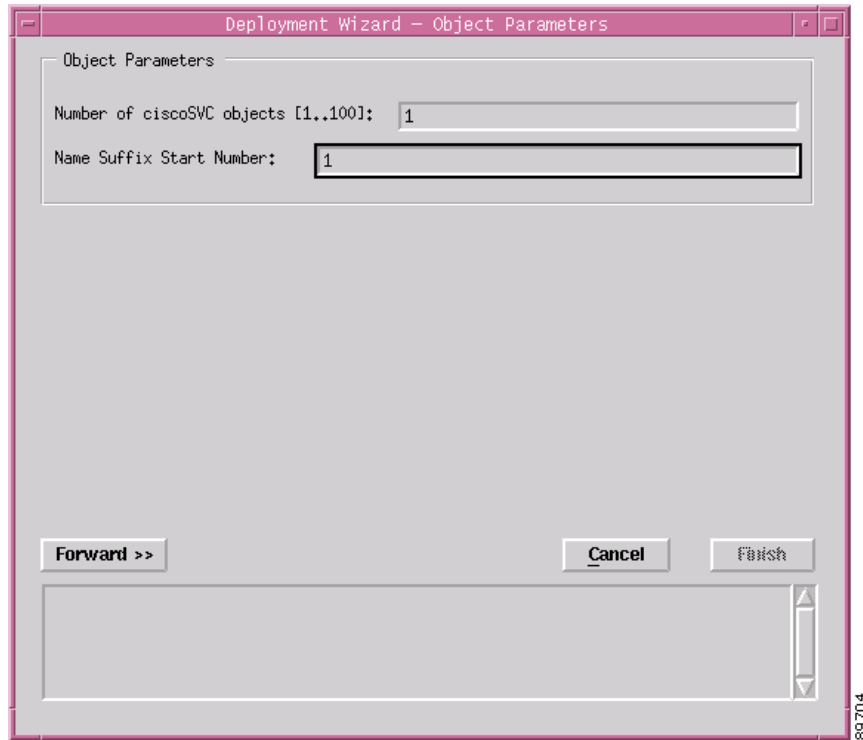 Deployment Wizard – Object Parameters
Object Parameters
Number of ciscoSVC objects [1..100]: 1
Name Suffix Start Number: 1
Forward >>
Cancel
Finish
89704